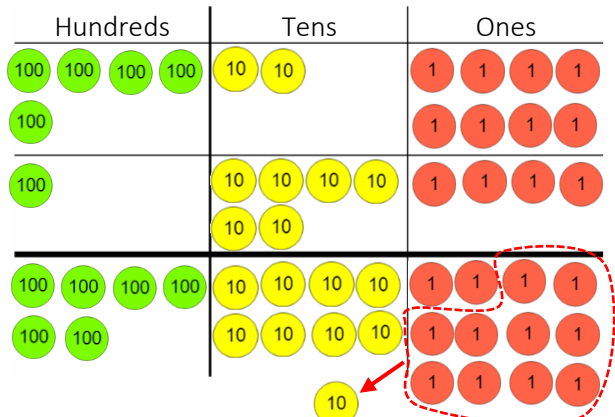 Hundreds Tens Ones
100 100 100 100 10 10 1 1 1 1
100 1 1 1 1
100 10 10 10 10 1 1 1 1
10 10
100 100 100 100 10 10 10 10 1 1 1 1
100 100 10 10 10 10 1 1 1 1
1 1 1 1
10